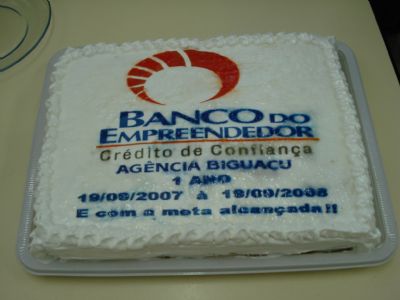 BANCO DO
EMPREENDEDOR
Crédito de Confiança
AGÊNCIA BIGUAÇU
1 ANO
19/09/2007 à 19/09/2008
E com a meta alcançada!!